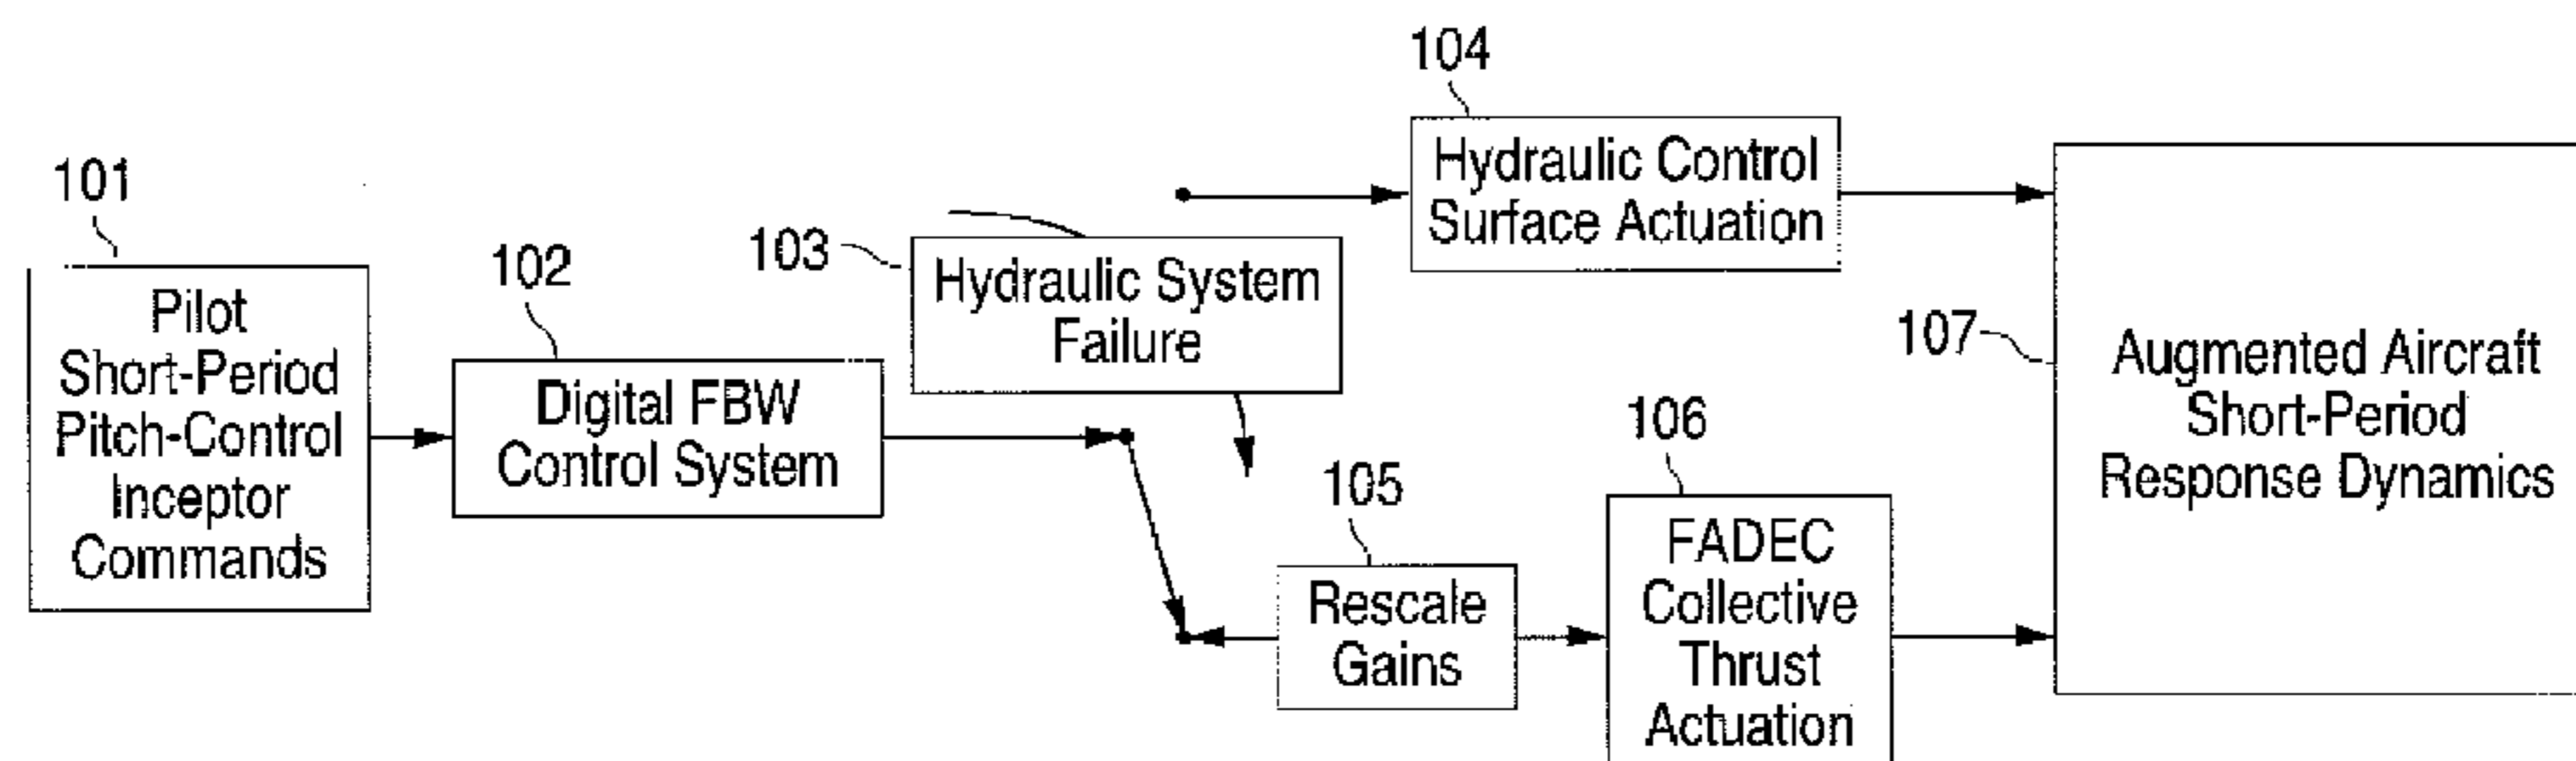 101
Pilot
Short-Period
Pitch-Control
Inceptor
Commands
102
Digital FBW
Control System
103
Hydraulic System
Failure
104
Hydraulic Control
Surface Actuation
105
Rescale
Gains
106
FADEC
Collective
Thrust
Actuation
107
Augmented Aircraft
Short-Period
Response Dynamics